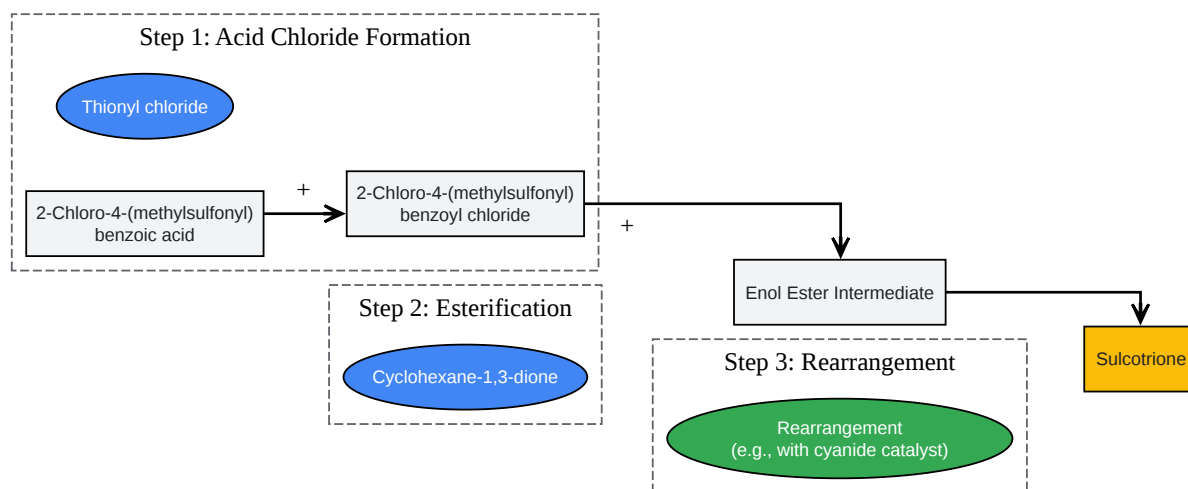 Step 1: Acid Chloride Formation
Thionyl chloride
2-Chloro-4-(methylsulfonyl)
benzoic acid
+
2-Chloro-4-(methylsulfonyl)
benzoyl chloride
+
Enol Ester Intermediate
Step 2: Esterification
Cyclohexane-1,3-dione
Step 3: Rearrangement
Rearrangement
(e.g., with cyanide catalyst)
Sulcotrione